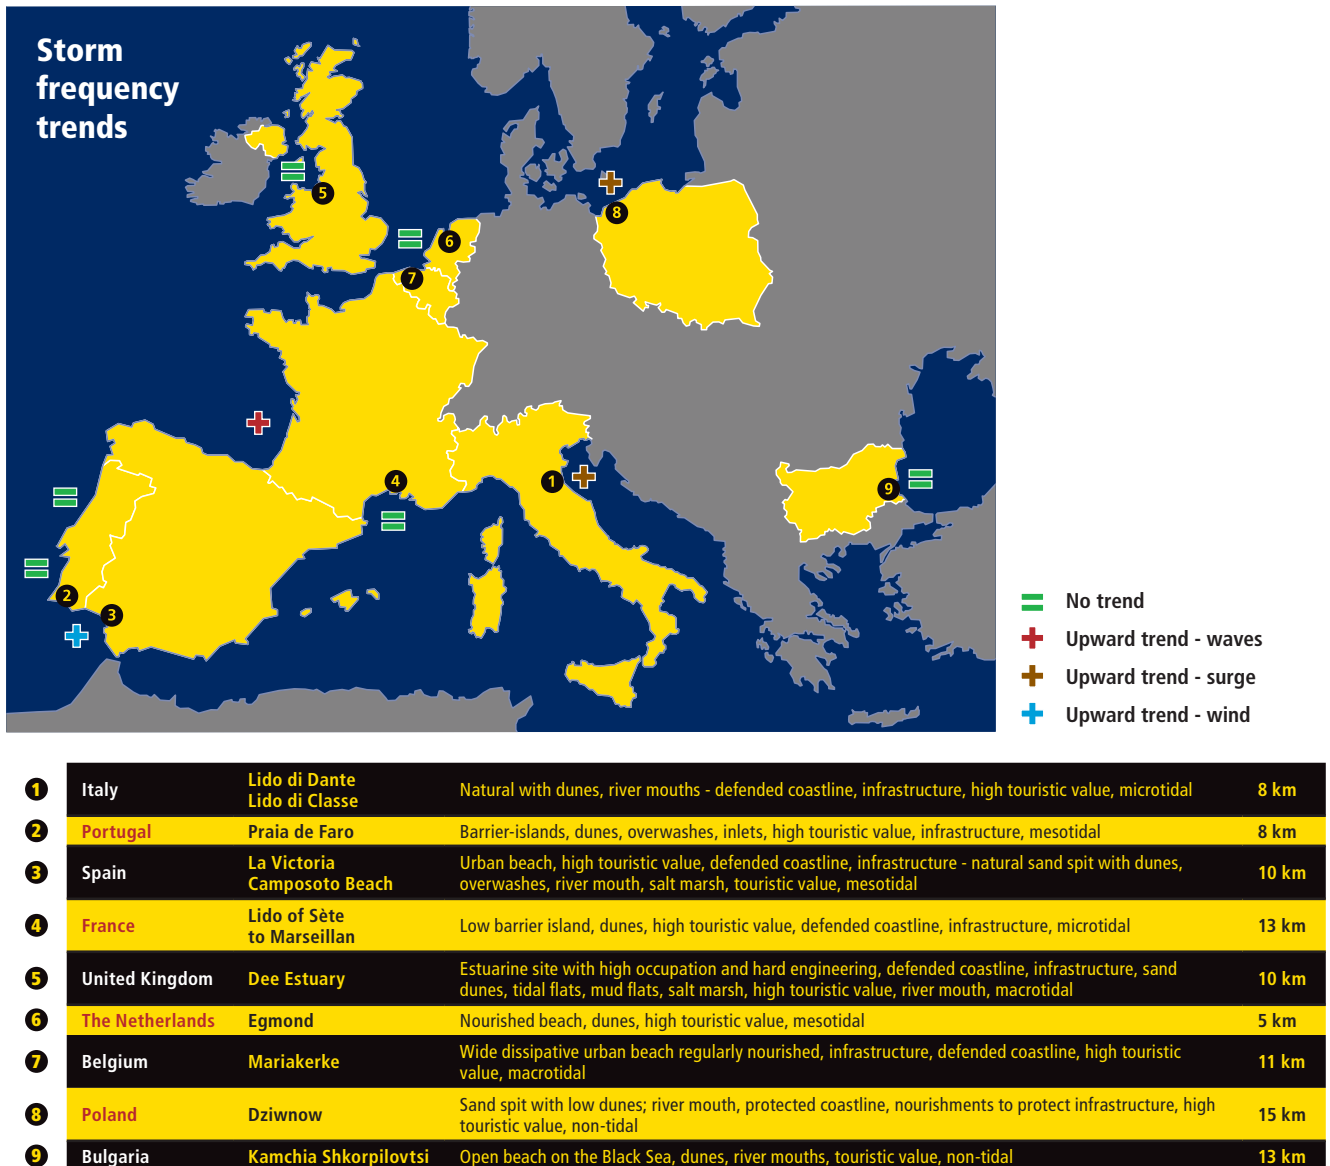 Storm
frequency
trends
5
6
7
8
4
1
9
2
3
No trend
Upward trend - waves
Upward trend - surge
Upward trend - wind
1 Italy Lido di Dante Lido di Classe Natural with dunes, river mouths - defended coastline, infrastructure, high touristic value, microtidal 8 km
2 Portugal Praia de Faro Barrier-islands, dunes, overwashes, inlets, high touristic value, infrastructure, mesotidal 8 km
3 Spain La Victoria Camposoto Beach Urban beach, high touristic value, defended coastline, infrastructure - natural sand spit with dunes,
overwashes, river mouth, salt marsh, touristic value, mesotidal 10 km
4 France Lido of Sète to Marseillan Low barrier island, dunes, high touristic value, defended coastline, infrastructure, microtidal 13 km
5 United Kingdom Dee Estuary Estuarine site with high occupation and hard engineering, defended coastline, infrastructure, sand
dunes, tidal flats, mud flats, salt marsh, high touristic value, river mouth, macrotidal 10 km
6 The Netherlands Egmond Nourished beach, dunes, high touristic value, mesotidal 5 km
7 Belgium Mariakerke Wide dissipative urban beach regularly nourished, infrastructure, defended coastline, high touristic
value, macrotidal 11 km
8 Poland Dziwnow Sand spit with low dunes; river mouth, protected coastline, nourishments to protect infrastructure, high
touristic value, non-tidal 15 km
9 Bulgaria Kamchia Shkorpilovtsi Open beach on the Black Sea, dunes, river mouths, touristic value, non-tidal 13 km